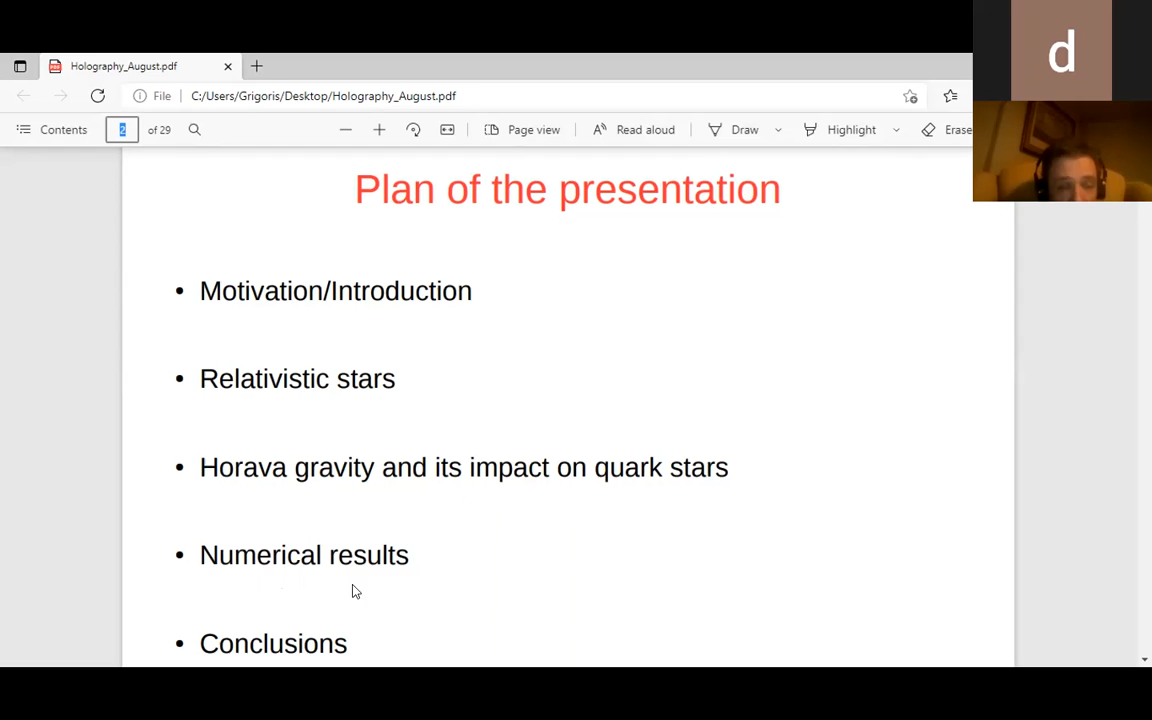 Holography_August.pdf
File C:/Users/Grigoris/Desktop/Holography_August.pdf
Contents 2 of 29 Page view Read aloud Draw Highlight Erase
d
Plan of the presentation
• Motivation/Introduction
• Relativistic stars
• Horava gravity and its impact on quark stars
• Numerical results
• Conclusions